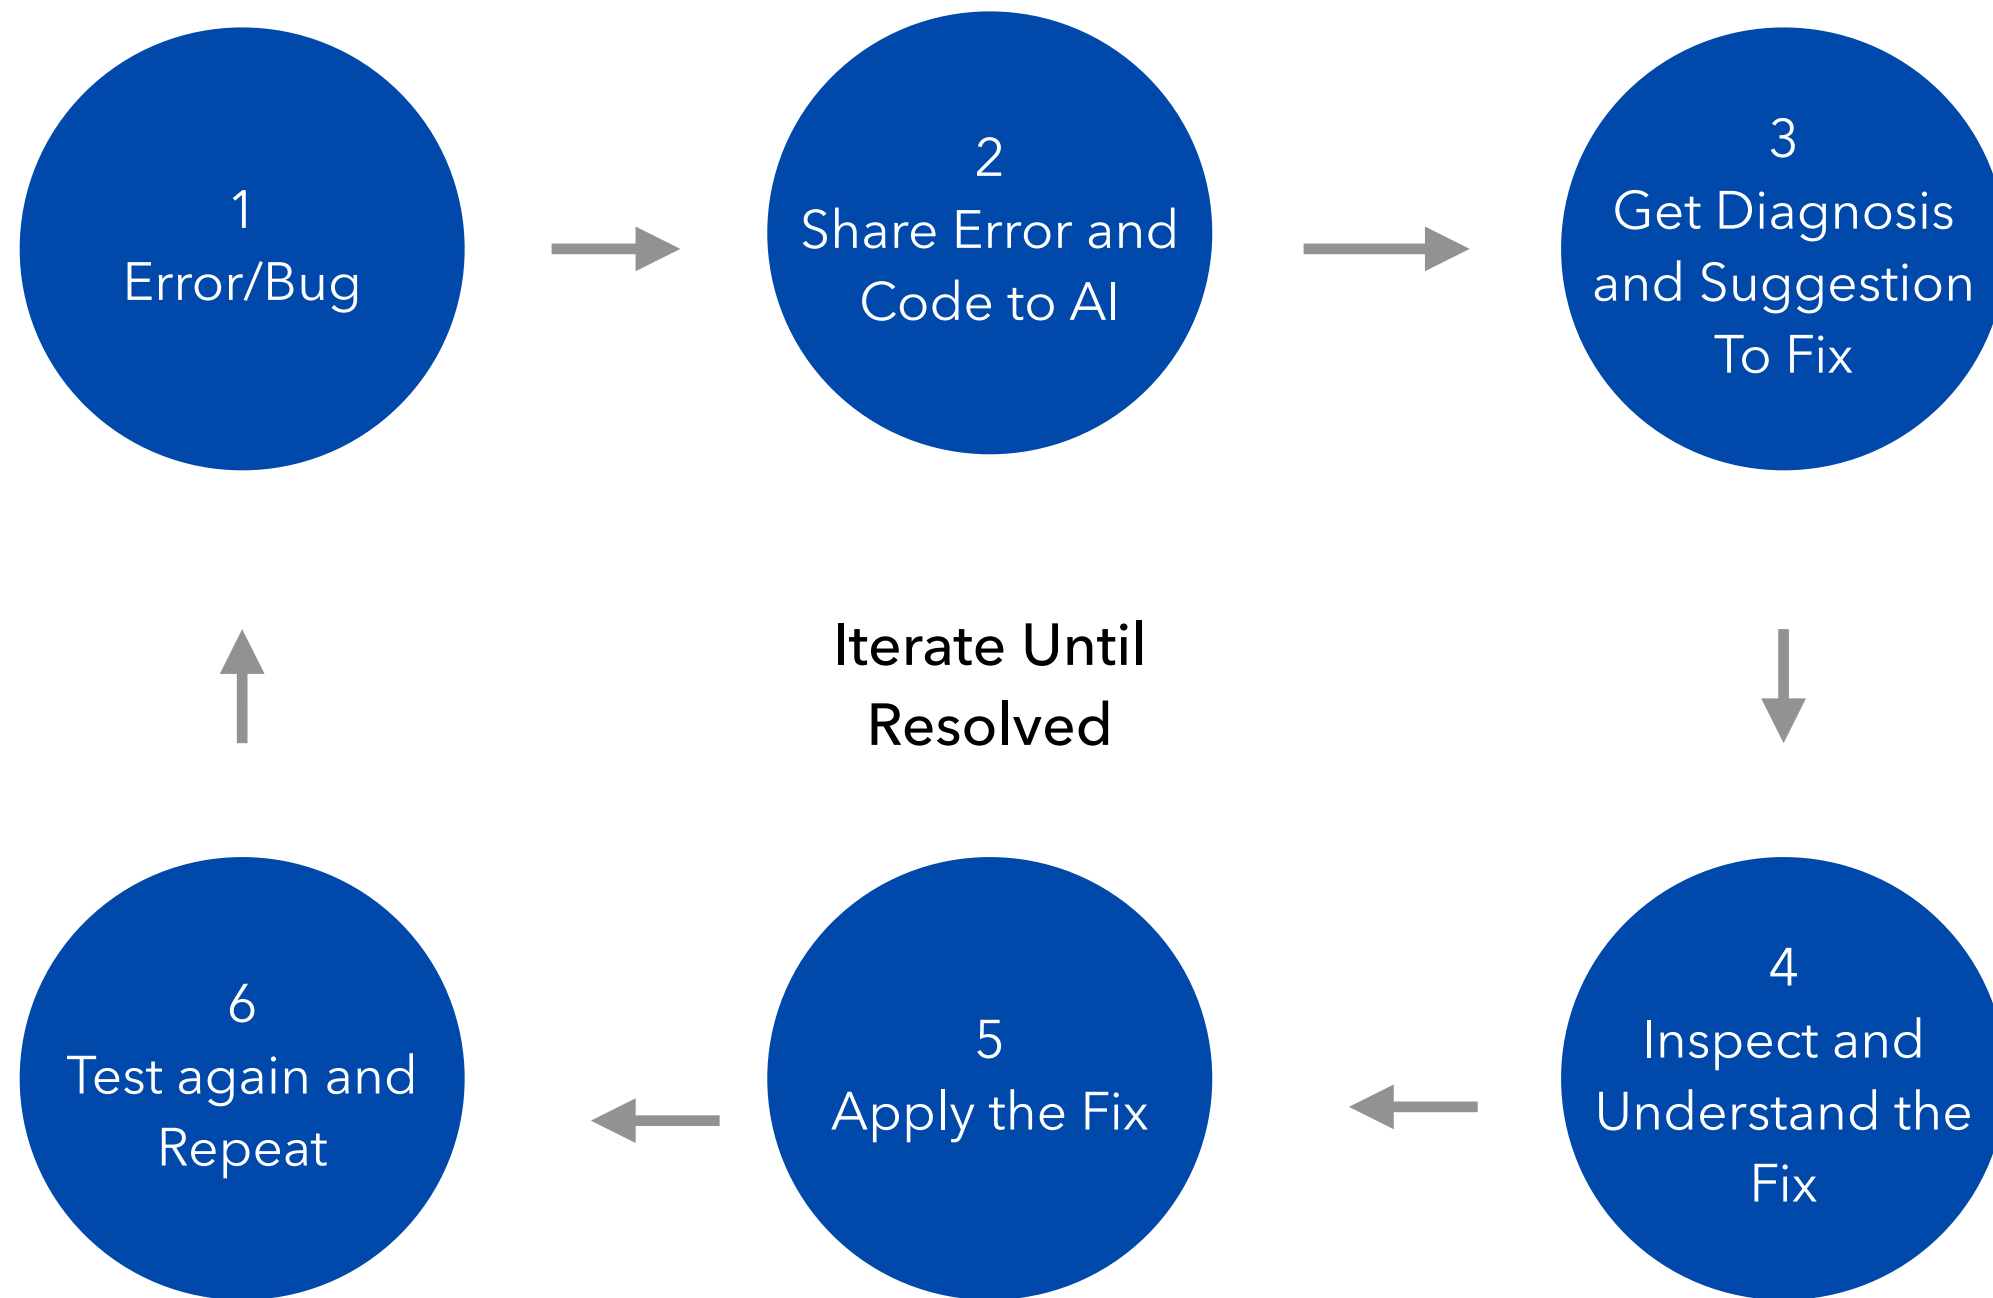 1
Error/Bug
2
Share Error and
Code to AI
3
Get Diagnosis
and Suggestion
To Fix
Iterate Until
Resolved
4
Inspect and
Understand the
Fix
5
Apply the Fix
6
Test again and
Repeat